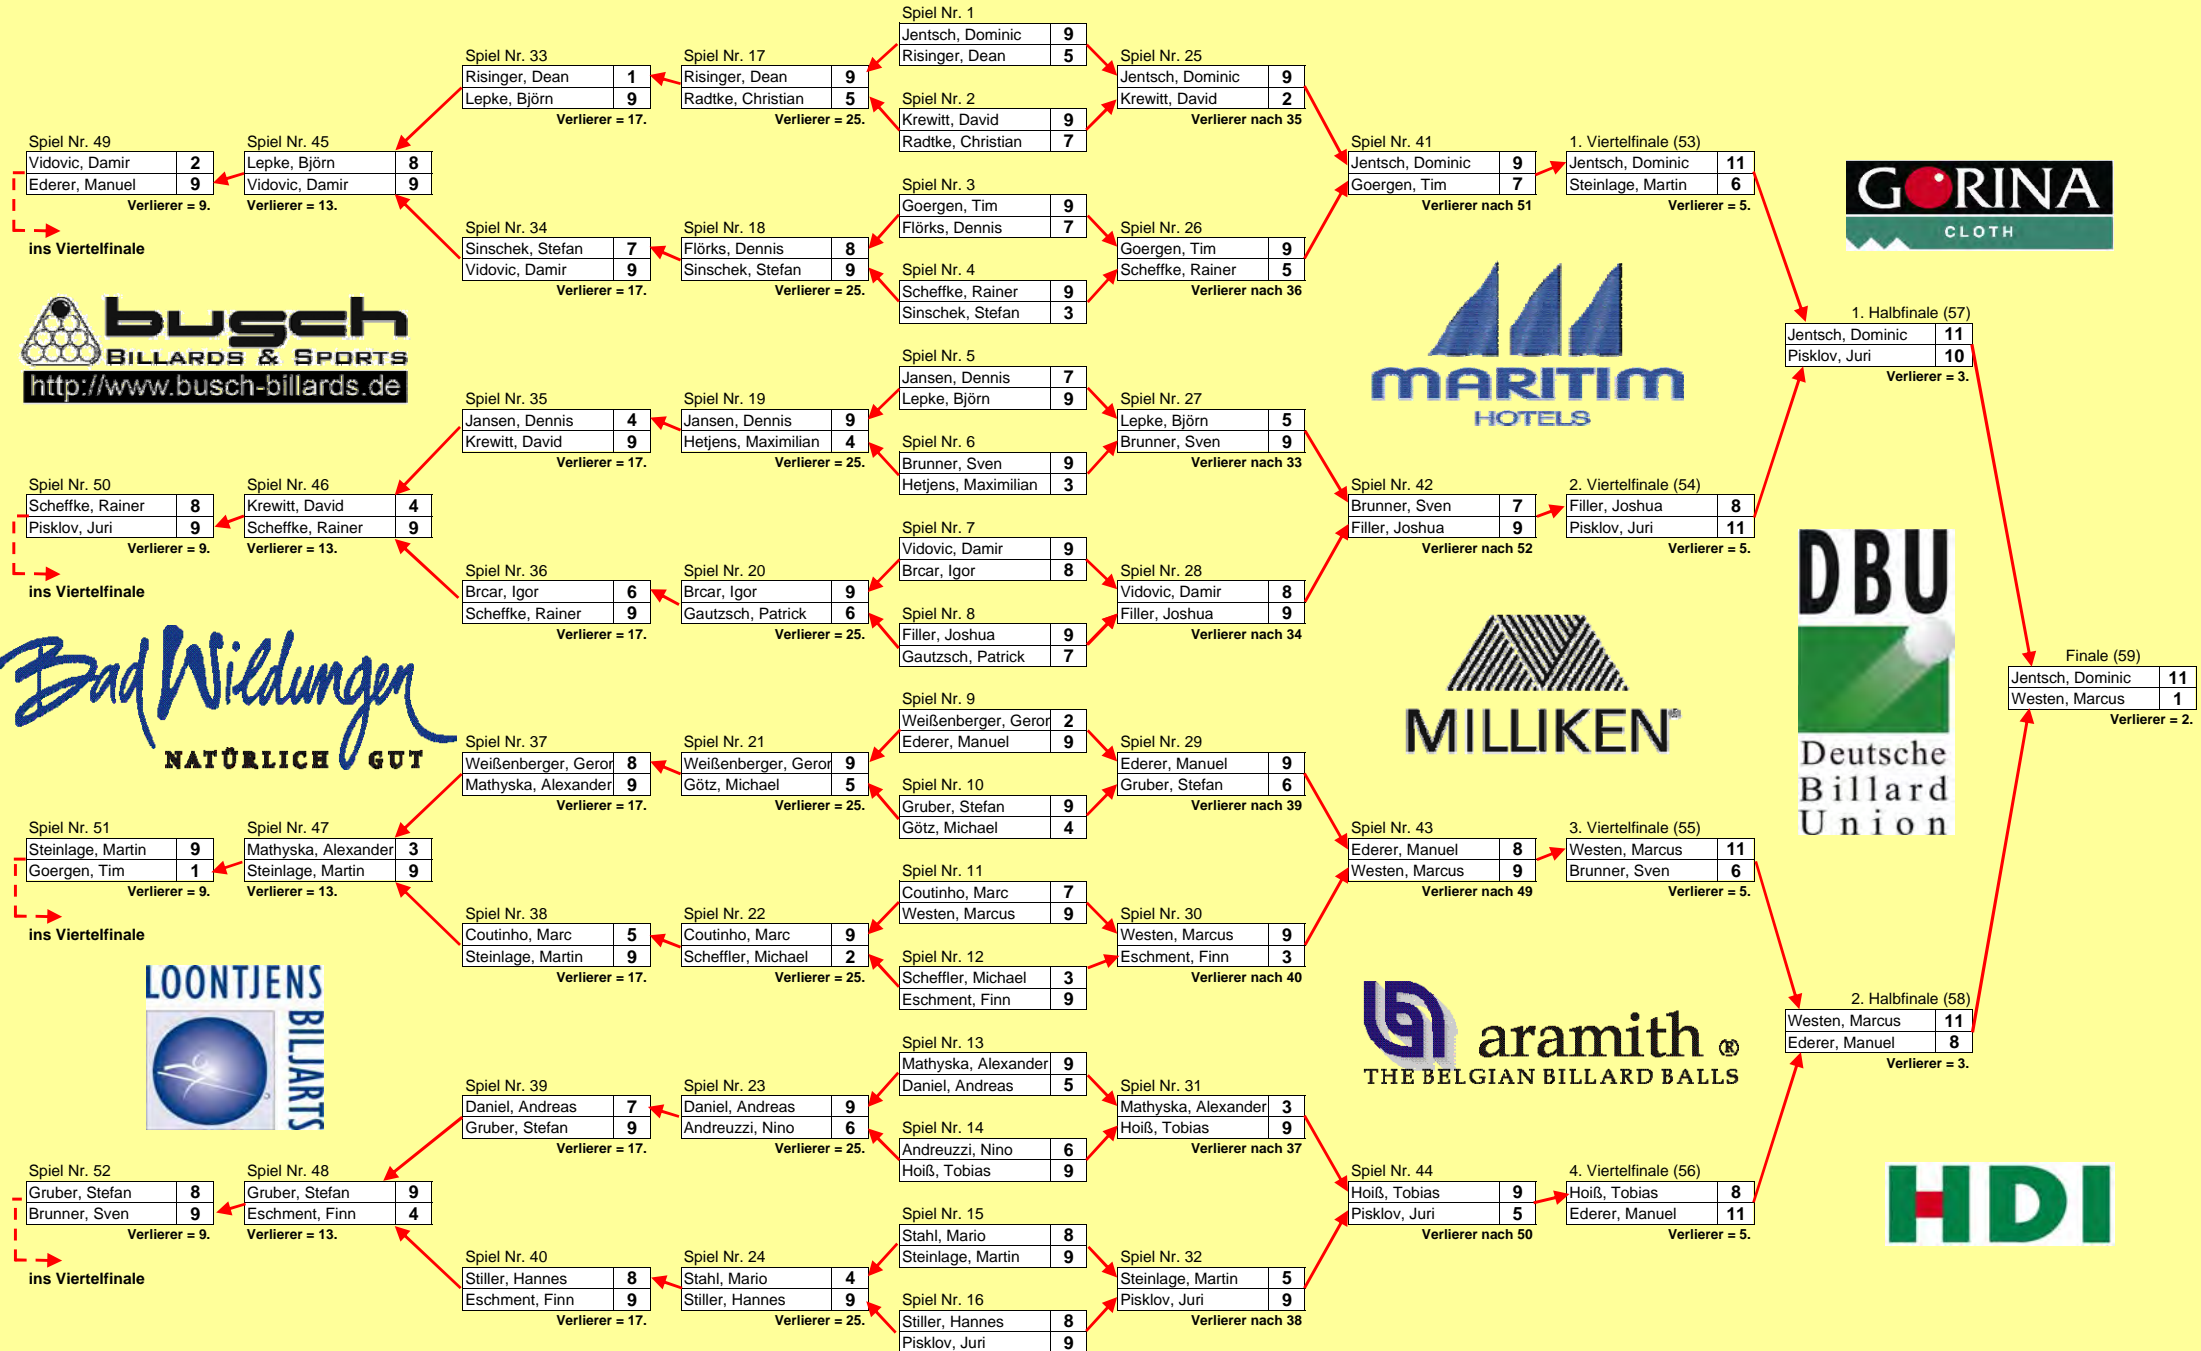 Spiel Nr. 1
Jentsch, Dominic 9
Risinger, Dean 5
Spiel Nr. 2
Krewitt, David 9
Radtke, Christian 7
Spiel Nr. 3
Goergen, Tim 9
Flörks, Dennis 7
Spiel Nr. 4
Scheffke, Rainer 9
Sinschek, Stefan 3
Spiel Nr. 5
Jansen, Dennis 7
Lepke, Björn 9
Spiel Nr. 6
Brunner, Sven 9
Hetjens, Maximilian 3
Spiel Nr. 7
Vidovic, Damir 9
Brcar, Igor 8
Spiel Nr. 8
Filler, Joshua 9
Gautzsch, Patrick 7
Spiel Nr. 9
Weißenberger, Geror 2
Ederer, Manuel 9
Spiel Nr. 10
Gruber, Stefan 9
Götz, Michael 4
Spiel Nr. 11
Coutinho, Marc 7
Westen, Marcus 9
Spiel Nr. 12
Scheffler, Michael 3
Eschment, Finn 9
Spiel Nr. 13
Mathyska, Alexander 9
Daniel, Andreas 5
Spiel Nr. 14
Andreuzzi, Nino 6
Hoiß, Tobias 9
Spiel Nr. 15
Stahl, Mario 8
Steinlage, Martin 9
Spiel Nr. 16
Stiller, Hannes 8
Pisklov, Juri 9
Spiel Nr. 17
Risinger, Dean 9
Radtke, Christian 5
Verlierer = 25.
Spiel Nr. 18
Flörks, Dennis 8
Sinschek, Stefan 9
Verlierer = 25.
Spiel Nr. 19
Jansen, Dennis 9
Hetjens, Maximilian 4
Verlierer = 25.
Spiel Nr. 20
Brcar, Igor 9
Gautzsch, Patrick 6
Verlierer = 25.
Spiel Nr. 21
Weißenberger, Geror 9
Götz, Michael 5
Verlierer = 25.
Spiel Nr. 22
Coutinho, Marc 9
Scheffler, Michael 2
Verlierer = 25.
Spiel Nr. 23
Daniel, Andreas 9
Andreuzzi, Nino 6
Verlierer = 25.
Spiel Nr. 24
Stahl, Mario 4
Stiller, Hannes 9
Verlierer = 25.
Spiel Nr. 25
Jentsch, Dominic 9
Krewitt, David 2
Verlierer nach 35
Spiel Nr. 26
Goergen, Tim 9
Scheffke, Rainer 5
Verlierer nach 36
Spiel Nr. 27
Lepke, Björn 5
Brunner, Sven 9
Verlierer nach 33
Spiel Nr. 28
Vidovic, Damir 8
Filler, Joshua 9
Verlierer nach 34
Spiel Nr. 29
Ederer, Manuel 9
Gruber, Stefan 6
Verlierer nach 39
Spiel Nr. 30
Westen, Marcus 9
Eschment, Finn 3
Verlierer nach 40
Spiel Nr. 31
Mathyska, Alexander 3
Hoiß, Tobias 9
Verlierer nach 37
Spiel Nr. 32
Steinlage, Martin 5
Pisklov, Juri 9
Verlierer nach 38
Spiel Nr. 33
Risinger, Dean 1
Lepke, Björn 9
Verlierer = 17.
Spiel Nr. 34
Sinschek, Stefan 7
Vidovic, Damir 9
Verlierer = 17.
Spiel Nr. 35
Jansen, Dennis 4
Krewitt, David 9
Verlierer = 17.
Spiel Nr. 36
Brcar, Igor 6
Scheffke, Rainer 9
Verlierer = 17.
Spiel Nr. 37
Weißenberger, Geror 8
Mathyska, Alexander 9
Verlierer = 17.
Spiel Nr. 38
Coutinho, Marc 5
Steinlage, Martin 9
Verlierer = 17.
Spiel Nr. 39
Daniel, Andreas 7
Gruber, Stefan 9
Verlierer = 17.
Spiel Nr. 40
Stiller, Hannes 8
Eschment, Finn 9
Verlierer = 17.
Spiel Nr. 41
Jentsch, Dominic 9
Goergen, Tim 7
Verlierer nach 51
Spiel Nr. 42
Brunner, Sven 7
Filler, Joshua 9
Verlierer nach 52
Spiel Nr. 43
Ederer, Manuel 8
Westen, Marcus 9
Verlierer nach 49
Spiel Nr. 44
Hoiß, Tobias 9
Pisklov, Juri 5
Verlierer nach 50
Spiel Nr. 45
Lepke, Björn 8
Vidovic, Damir 9
Verlierer = 13.
Spiel Nr. 46
Krewitt, David 4
Scheffke, Rainer 9
Verlierer = 13.
Spiel Nr. 47
Mathyska, Alexander 3
Steinlage, Martin 9
Verlierer = 13.
Spiel Nr. 48
Gruber, Stefan 9
Eschment, Finn 4
Verlierer = 13.
Spiel Nr. 49
Vidovic, Damir 2
Ederer, Manuel 9
Verlierer = 9.
ins Viertelfinale
Spiel Nr. 50
Scheffke, Rainer 8
Pisklov, Juri 9
Verlierer = 9.
ins Viertelfinale
Spiel Nr. 51
Steinlage, Martin 9
Goergen, Tim 1
Verlierer = 9.
ins Viertelfinale
Spiel Nr. 52
Gruber, Stefan 8
Brunner, Sven 9
Verlierer = 9.
ins Viertelfinale
1. Viertelfinale (53)
Jentsch, Dominic 11
Steinlage, Martin 6
Verlierer = 5.
2. Viertelfinale (54)
Filler, Joshua 8
Pisklov, Juri 11
Verlierer = 5.
3. Viertelfinale (55)
Westen, Marcus 11
Brunner, Sven 6
Verlierer = 5.
4. Viertelfinale (56)
Hoiß, Tobias 8
Ederer, Manuel 11
Verlierer = 5.
1. Halbfinale (57)
Jentsch, Dominic 11
Pisklov, Juri 10
Verlierer = 3.
2. Halbfinale (58)
Westen, Marcus 11
Ederer, Manuel 8
Verlierer = 3.
Finale (59)
Jentsch, Dominic 11
Westen, Marcus 1
Verlierer = 2.
busch
BILLARDS & SPORTS
http://www.busch-billards.de
Bad Wildungen
NATÜRLICH GUT
LOONTJENS
BILJARTS
GORINA
CLOTH
MARITIM
HOTELS
MILLIKEN
DBU
Deutsche
Billard
Union
aramith ®
THE BELGIAN BILLARD BALLS
HDI